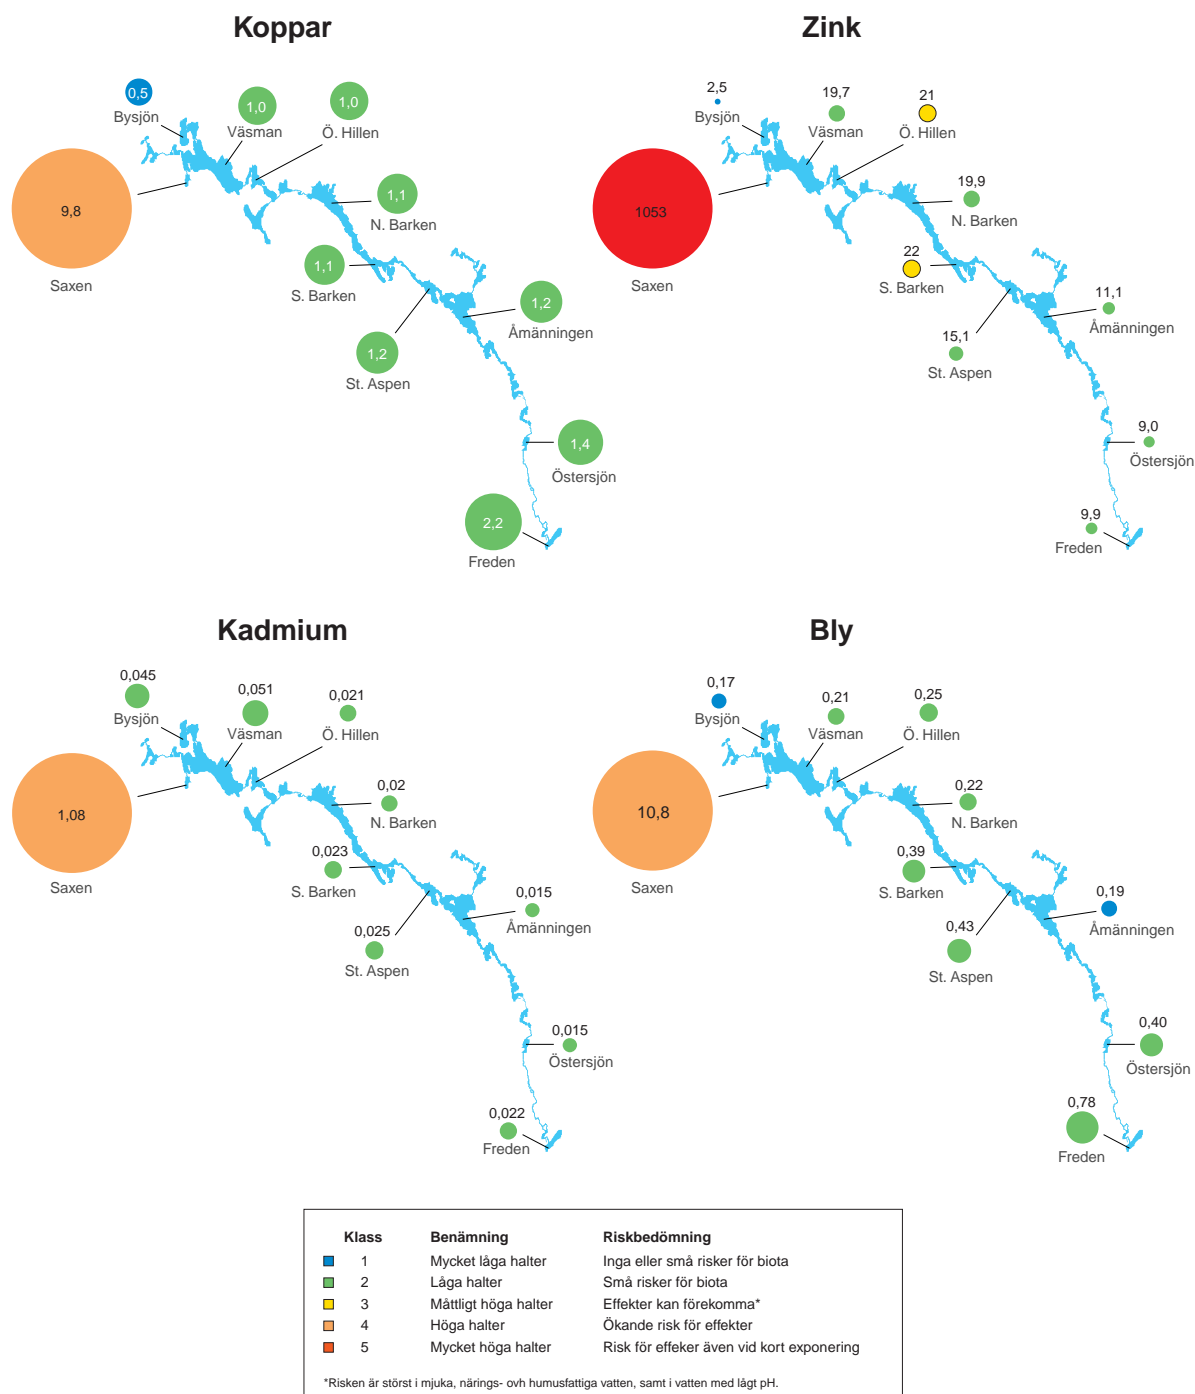 Koppar
0,5
Bysjön
1,0
Väsman
1,0
Ö. Hillen
9,8
Saxen
1,1
N. Barken
1,1
S. Barken
1,2
Åmänningen
1,2
St. Aspen
1,4
Östersjön
2,2
Freden
Zink
2,5
Bysjön
19,7
Väsman
21
Ö. Hillen
1053
Saxen
19,9
N. Barken
22
S. Barken
11,1
Åmänningen
15,1
St. Aspen
9,0
Östersjön
9,9
Freden
Kadmium
0,045
Bysjön
0,051
Väsman
0,021
Ö. Hillen
1,08
Saxen
0,02
N. Barken
0,023
S. Barken
0,015
Åmänningen
0,025
St. Aspen
0,015
Östersjön
0,022
Freden
Bly
0,17
Bysjön
0,21
Väsman
0,25
Ö. Hillen
10,8
Saxen
0,22
N. Barken
0,39
S. Barken
0,19
Åmänningen
0,43
St. Aspen
0,40
Östersjön
0,78
Freden
Klass Benämning Riskbedömning
1 Mycket låga halter Inga eller små risker för biota
2 Låga halter Små risker för biota
3 Måttligt höga halter Effekter kan förekomma*
4 Höga halter Ökande risk för effekter
5 Mycket höga halter Risk för effeker även vid kort exponering
*Risken är störst i mjuka, närings- ovh humusfattiga vatten, samt i vatten med lågt pH.